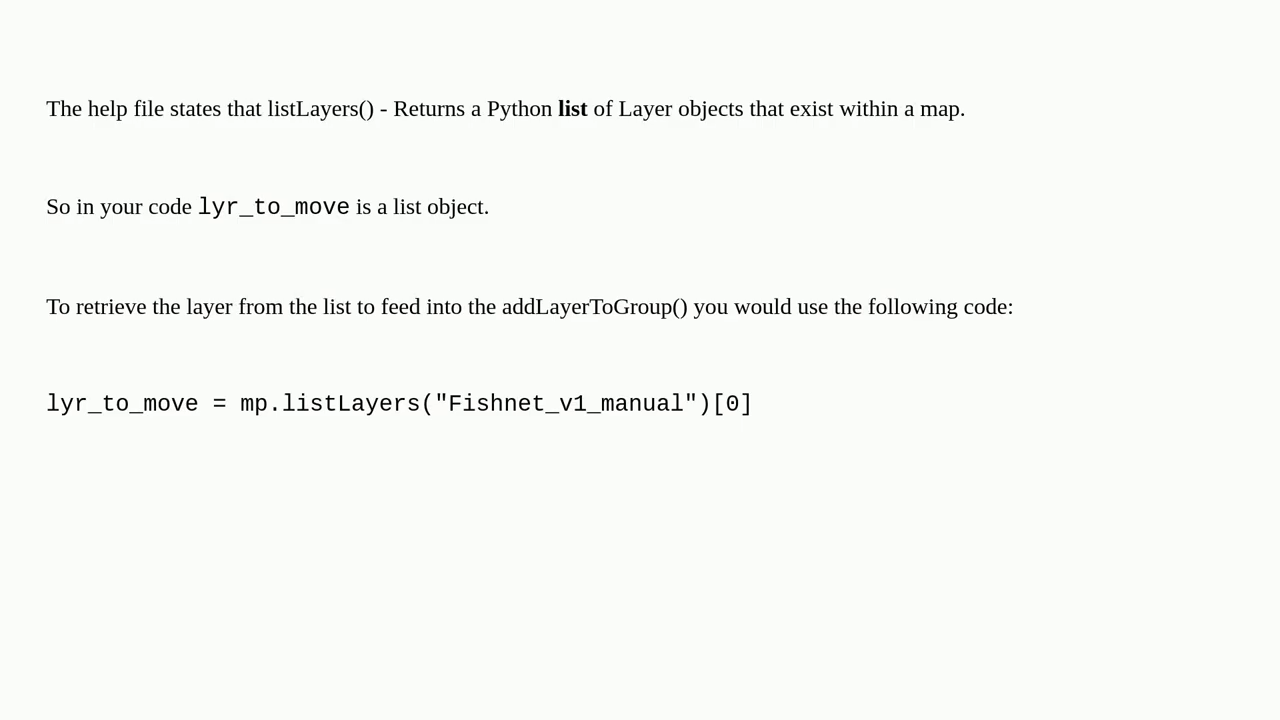 The help file states that listLayers() - Returns a Python list of Layer objects that exist within a map.
So in your code lyr_to_move is a list object.
To retrieve the layer from the list to feed into the addLayerToGroup() you would use the following code:
lyr_to_move = mp.listLayers("Fishnet_v1_manual")[0]